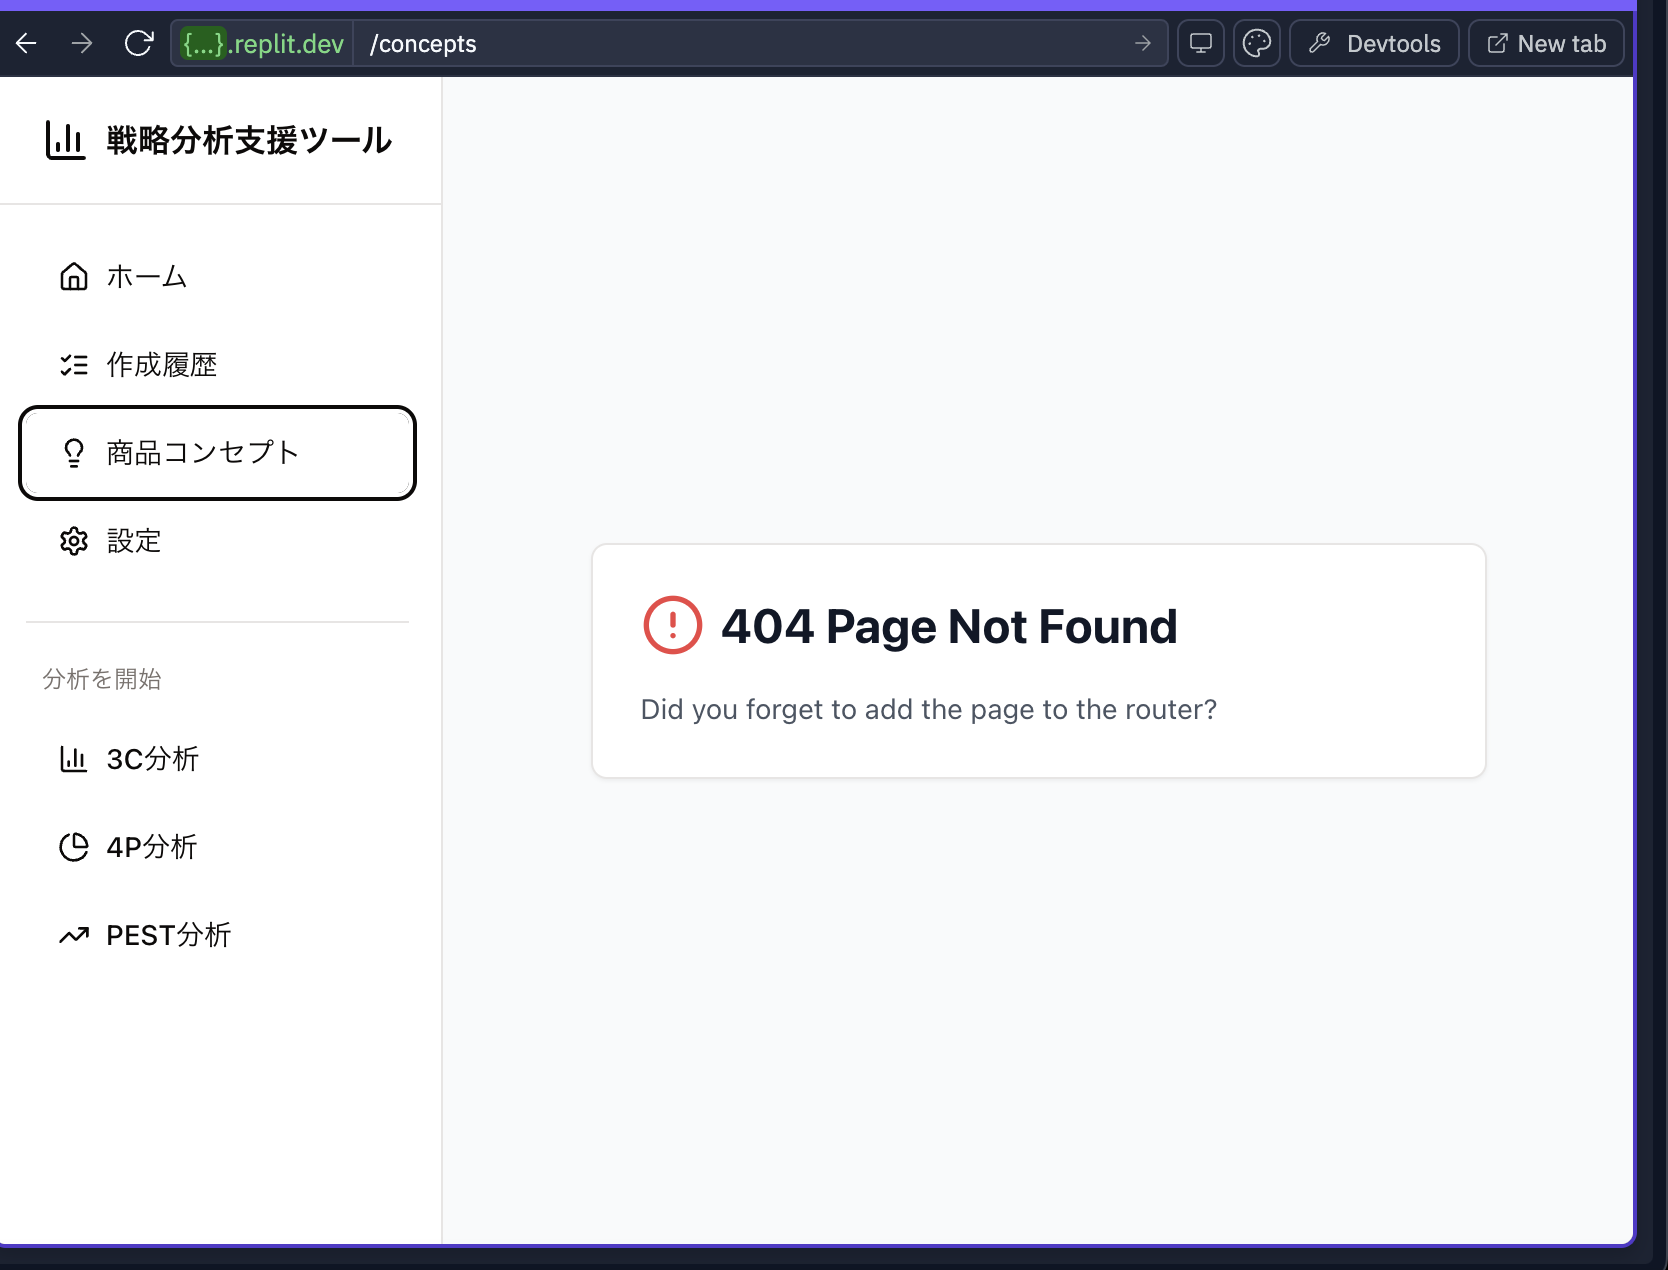 {...}.replit.dev /concepts Devtools New tab
戦略分析支援ツール
ホーム
作成履歴
商品コンセプト
設定
分析を開始
3C分析
4P分析
PEST分析
404 Page Not Found
Did you forget to add the page to the router?